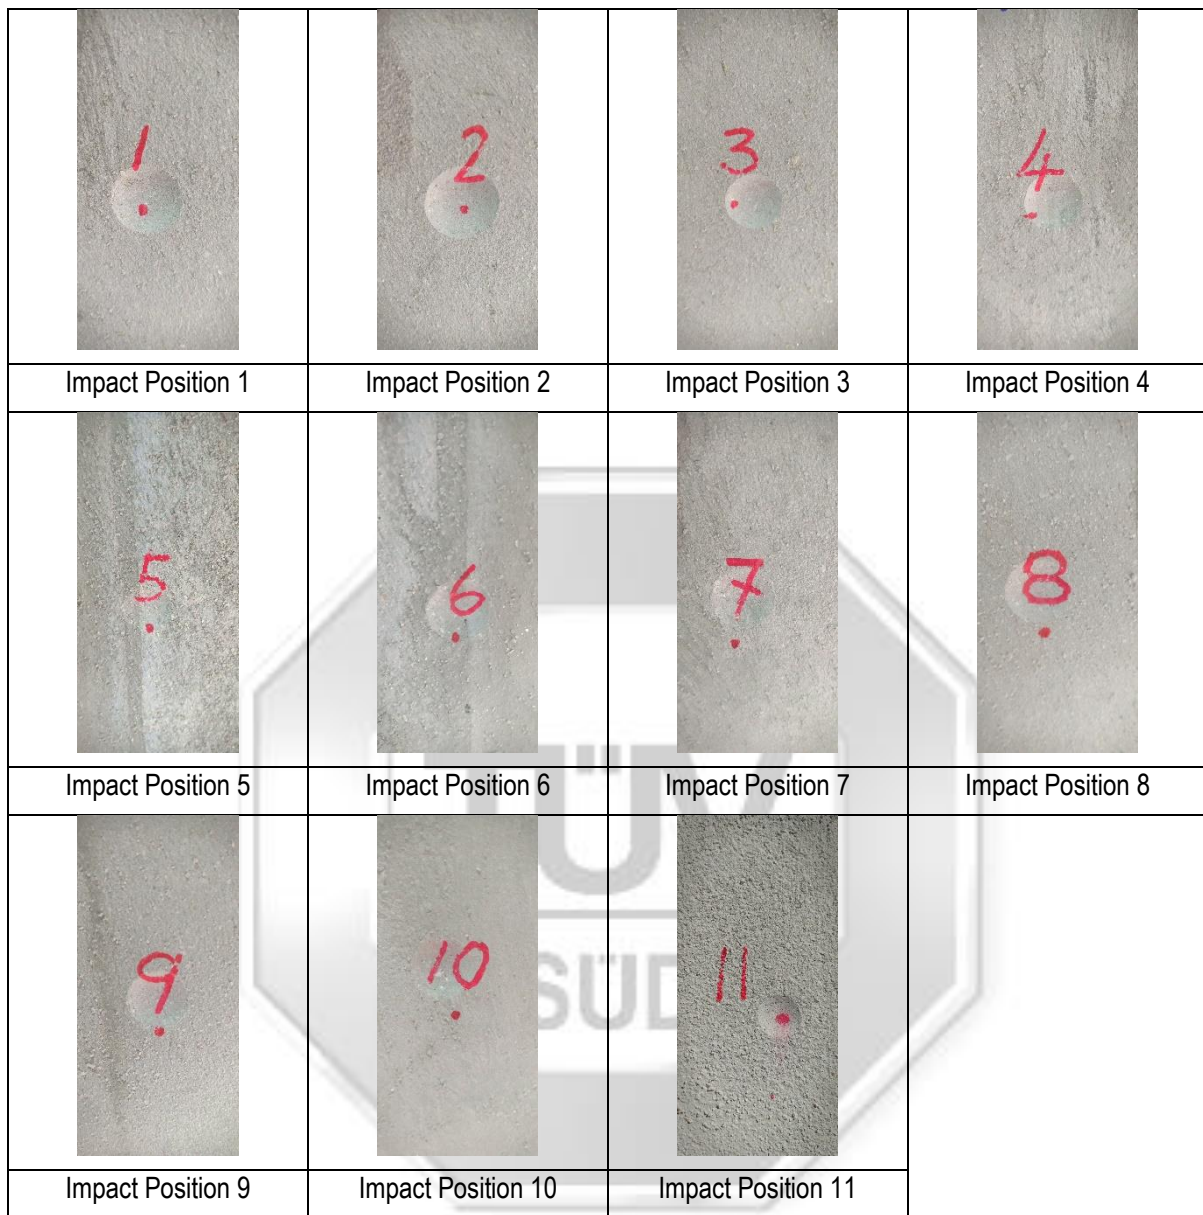 1
2
3
4
Impact Position 1
Impact Position 2
Impact Position 3
Impact Position 4
5
6
7
8
Impact Position 5
Impact Position 6
Impact Position 7
Impact Position 8
9
10
11
Impact Position 9
Impact Position 10
Impact Position 11
TÜV
SÜD